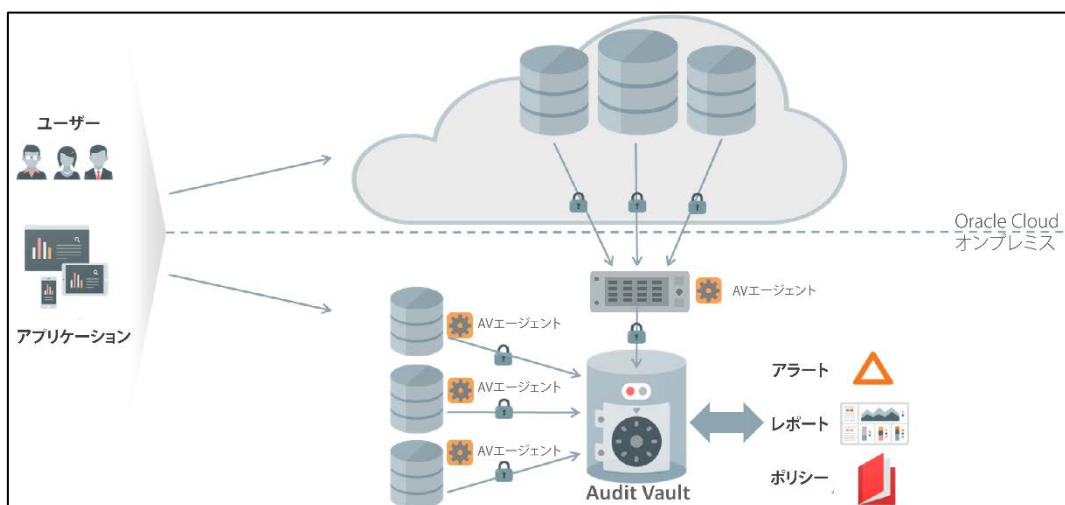 ユーザー
アプリケーション
Oracle Cloud
オンプレミス
AVエージェント
AVエージェント
AVエージェント
AVエージェント
Audit Vault
アラート
レポート
ポリシー